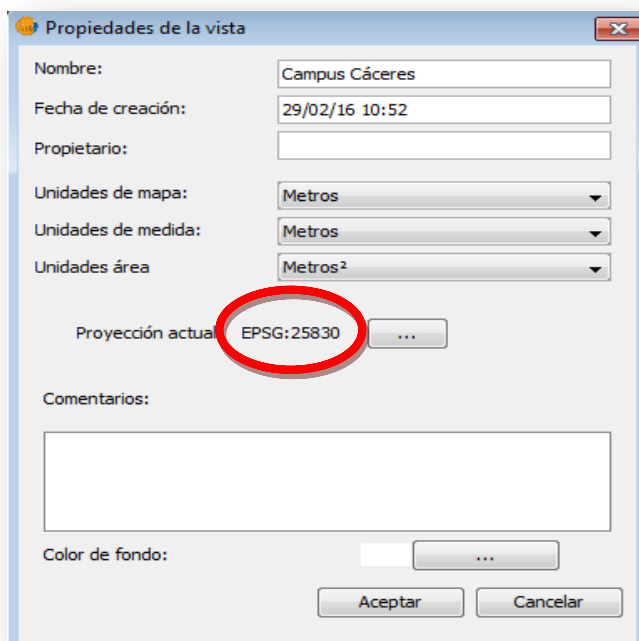 Propiedades de la vista
Nombre: Campus Cáceres
Fecha de creación: 29/02/16 10:52
Propietario:
Unidades de mapa: Metros
Unidades de medida: Metros
Unidades área Metros²
Proyección actual EPSG:25830 ...
Comentarios:
Color de fondo: ...
Aceptar Cancelar